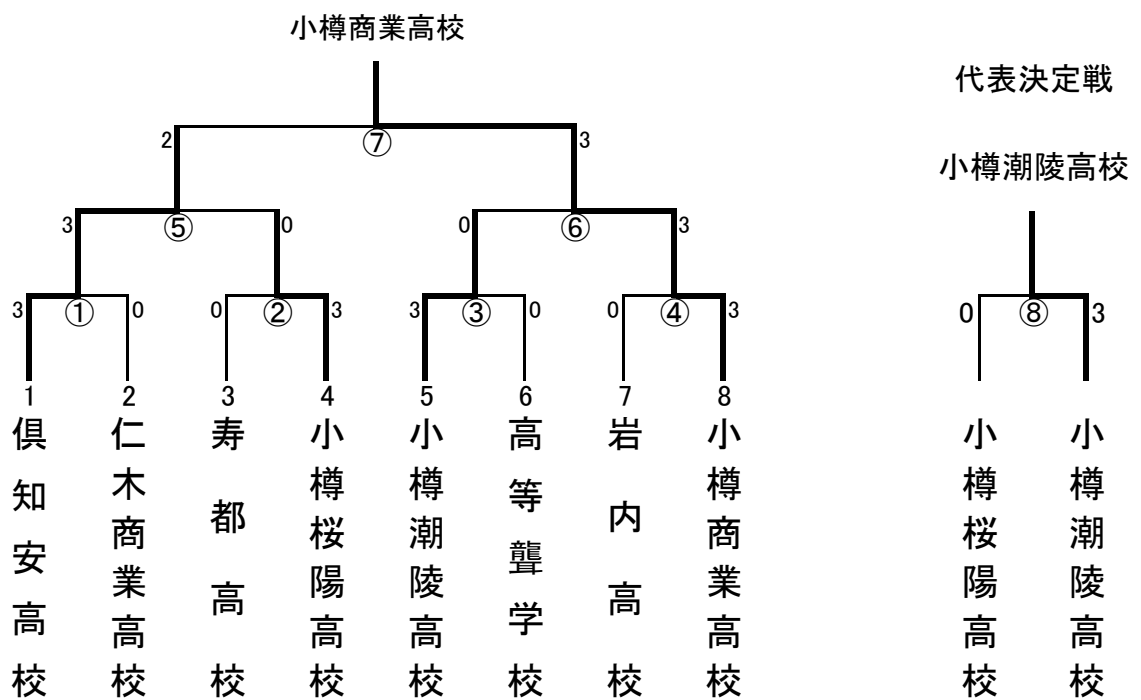 小樽商業高校
代表決定戦
小樽潮陵高校
2
⑦
3
3
⑤
0
0
⑥
3
3
①
0
0
②
3
3
③
0
0
④
3
0
⑧
3
1
2
3
4
5
6
7
8
倶知安高校
仁木商業高校
寿都高校
小樽桜陽高校
小樽潮陵高校
高等聾学校
岩内高校
小樽商業高校
小樽桜陽高校
小樽潮陵高校